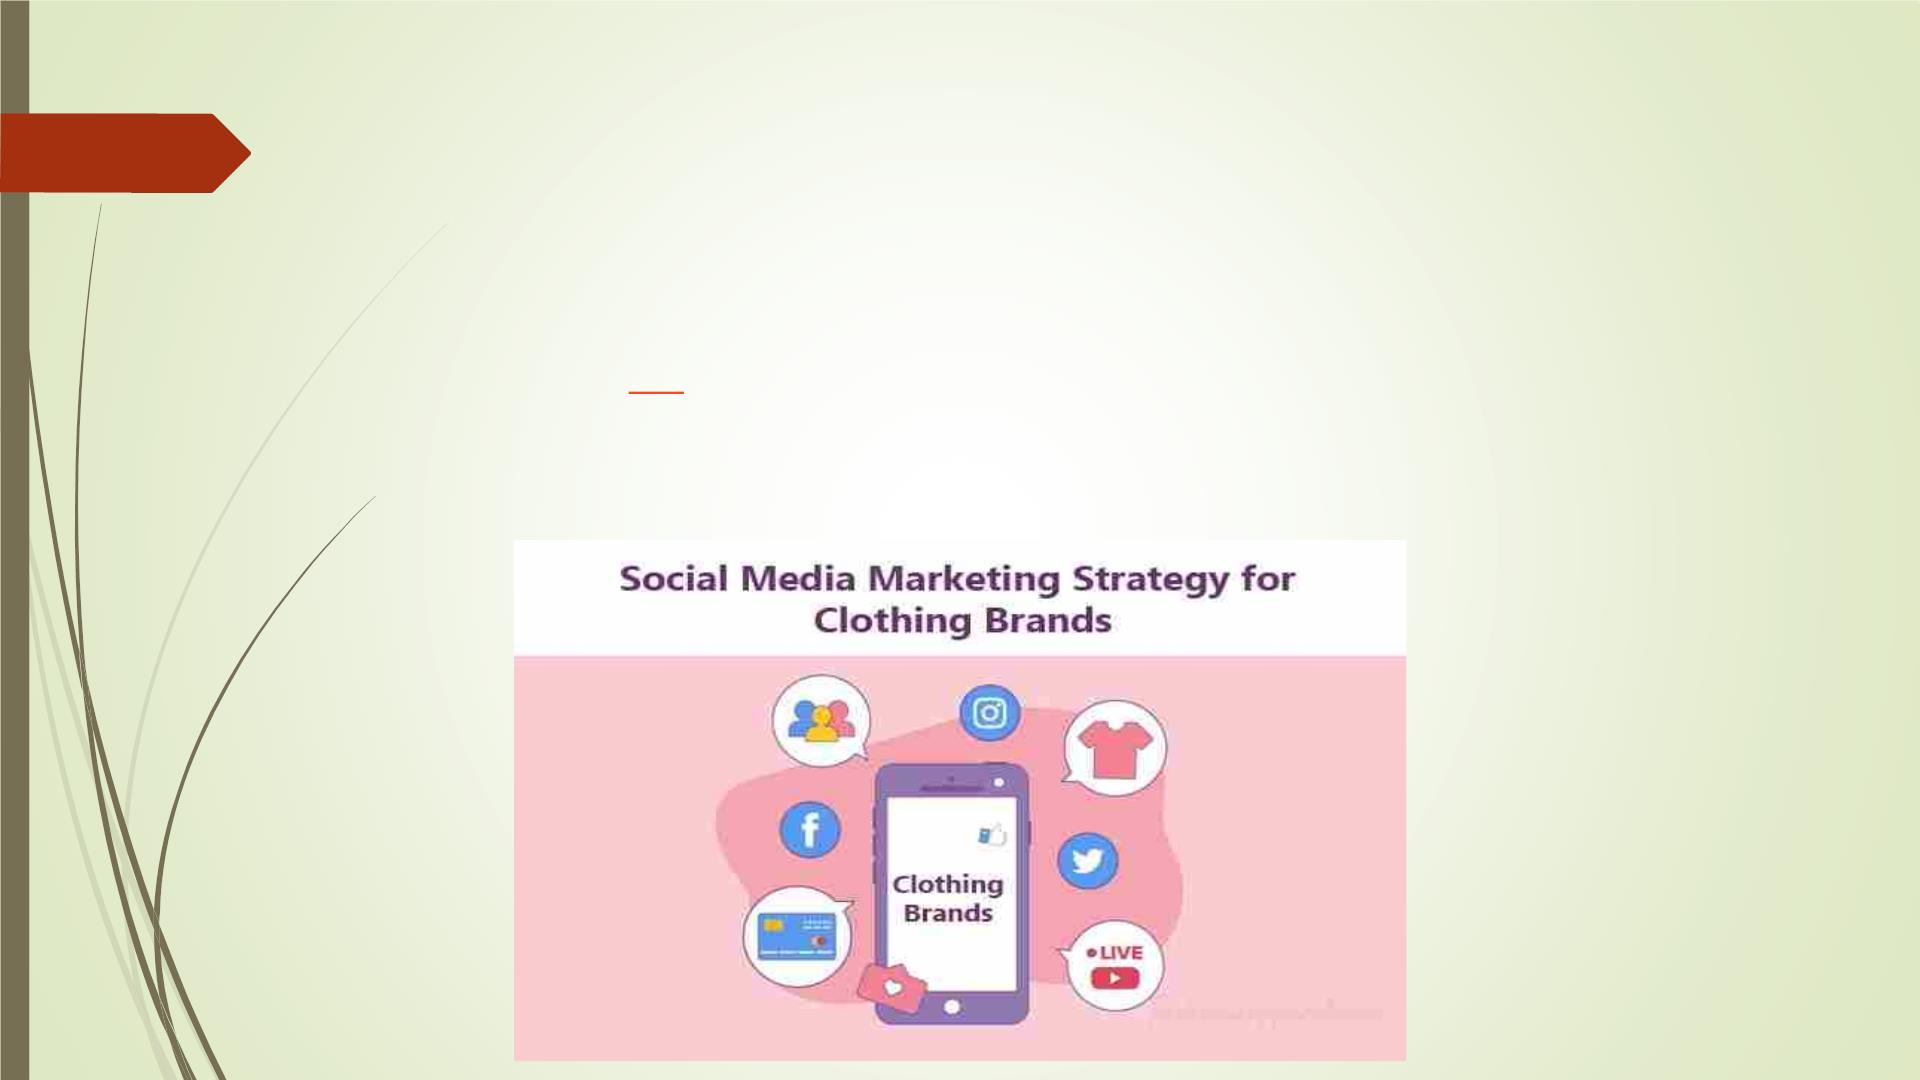 Social Media Marketing Strategy for
Clothing Brands
Clothing
Brands
LIVE